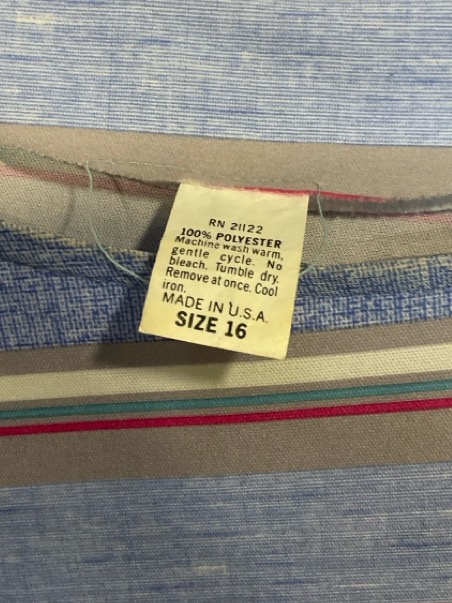 RN 21122
100% POLYESTER
Machine wash warm,
gentle cycle. No
bleach. Tumble dry.
Remove at once. Cool
iron.
MADE IN U.S.A.
SIZE 16